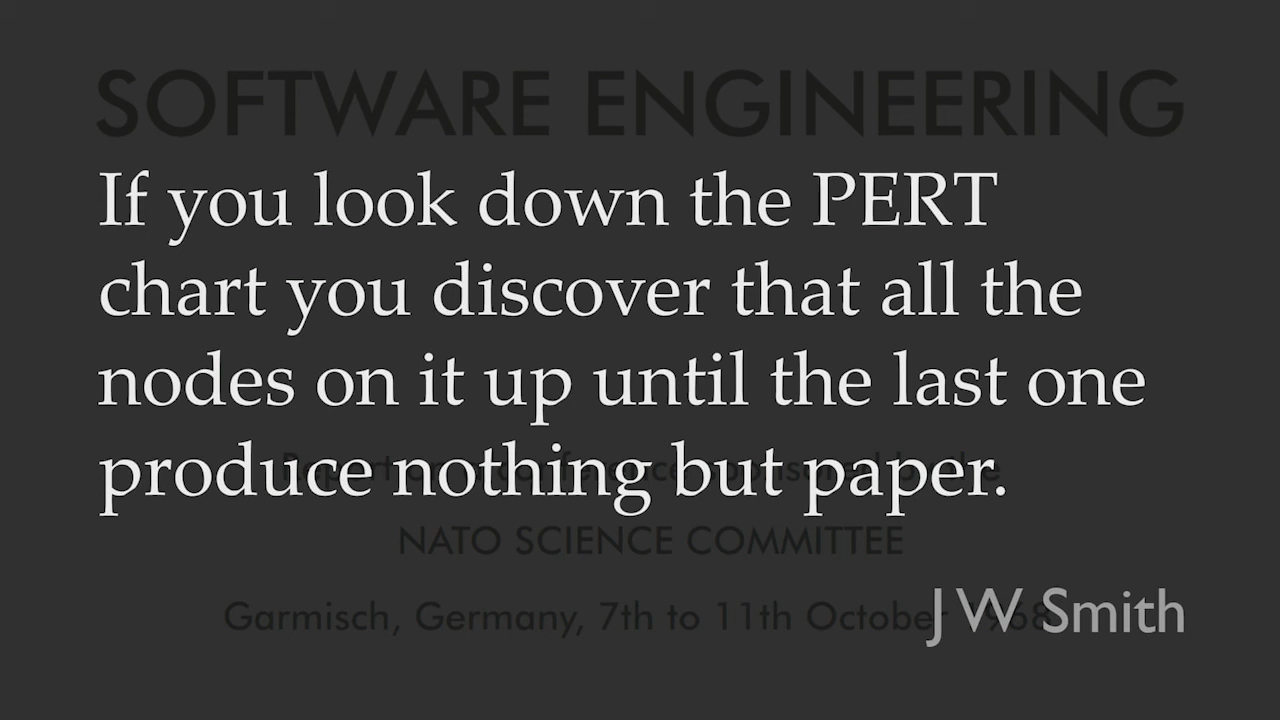 SOFTWARE ENGINEERING
If you look down the PERT
chart you discover that all the
nodes on it up until the last one
produce nothing but paper.
NATO SCIENCE COMMITTEE
Garmisch, Germany, 7th to 11th October 1968
J W Smith